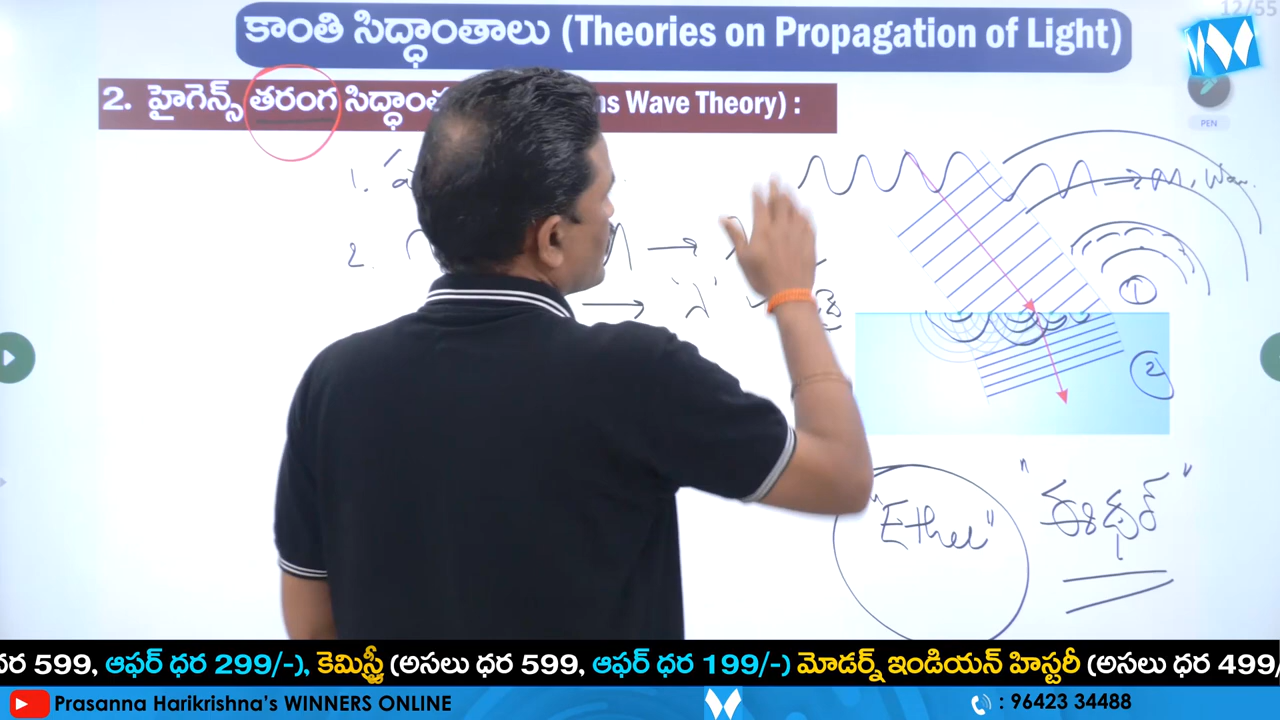 12/55
కాంతి సిద్ధాంతాలు (Theories on Propagation of Light)
2. హైగెన్స్ తరంగ సిద్ధాంత ns Wave Theory) :
PEN
1.
→ M. Wave.
2. →
→ 'λ'
1
2
"Ether" "ఈథర్"
ధర 599, ఆఫర్ ధర 299/-), కెమిస్ట్రీ (అసలు ధర 599, ఆఫర్ ధర 199/-) మోడర్న్ ఇండియన్ హిస్టరీ (అసలు ధర 499/
Prasanna Harikrishna's WINNERS ONLINE : 96423 34488